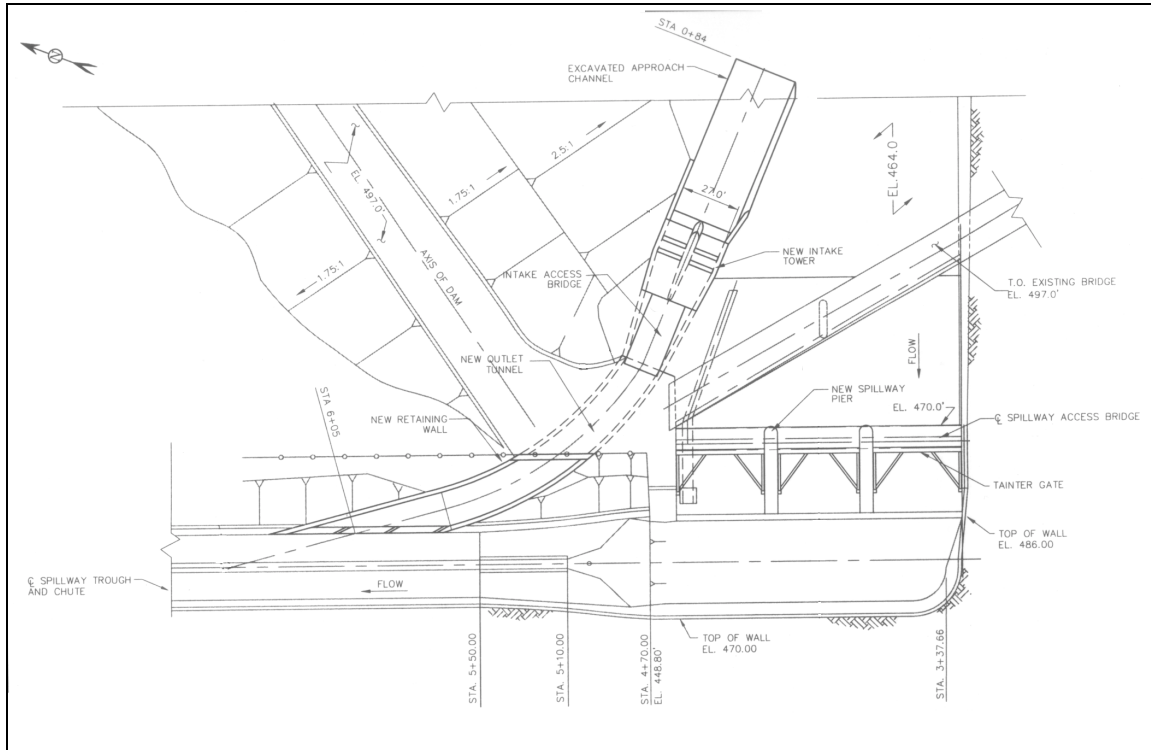 STA 0+84
N
EXCAVATED APPROACH
CHANNEL
2.5:1
1.75:1
EL. 497.0'
EL.464.0
27.0'
AXIS OF DAM
1.75:1
NEW INTAKE
TOWER
INTAKE ACCESS
BRIDGE
T.O. EXISTING BRIDGE
EL. 497.0'
FLOW
NEW OUTLET
TUNNEL
NEW SPILLWAY
PIER
EL. 470.0'
STA 6+05
NEW RETAINING
WALL
℄ SPILLWAY ACCESS BRIDGE
TAINTER GATE
TOP OF WALL
EL. 486.00
℄ SPILLWAY TROUGH
AND CHUTE
FLOW
TOP OF WALL
EL. 470.00
STA. 5+50.00
STA. 5+10.00
STA. 4+70.00
EL. 448.80'
STA. 3+37.66